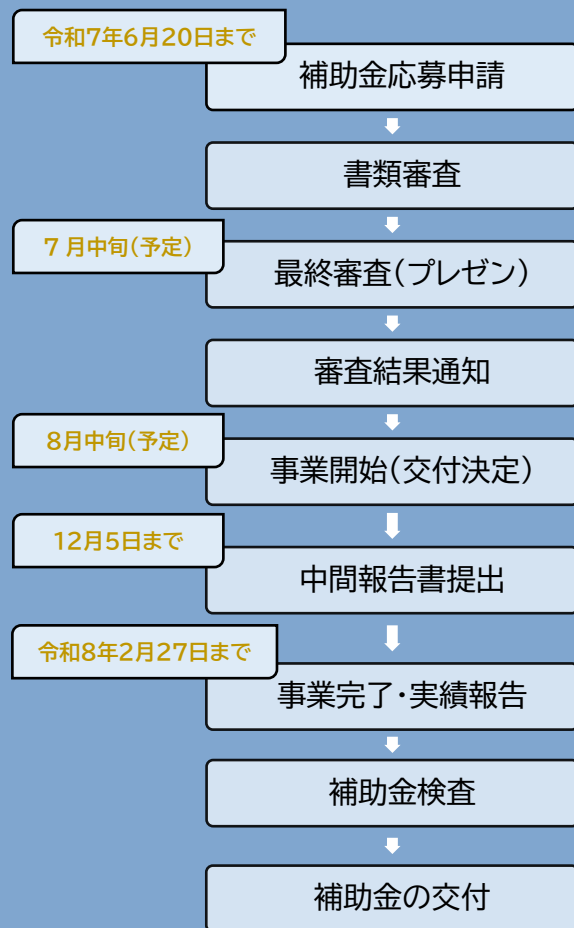 令和7年6月20日まで
補助金応募申請
書類審査
7月中旬(予定)
最終審査(プレゼン)
審査結果通知
8月中旬(予定)
事業開始(交付決定)
12月5日まで
中間報告書提出
令和8年2月27日まで
事業完了・実績報告
補助金検査
補助金の交付